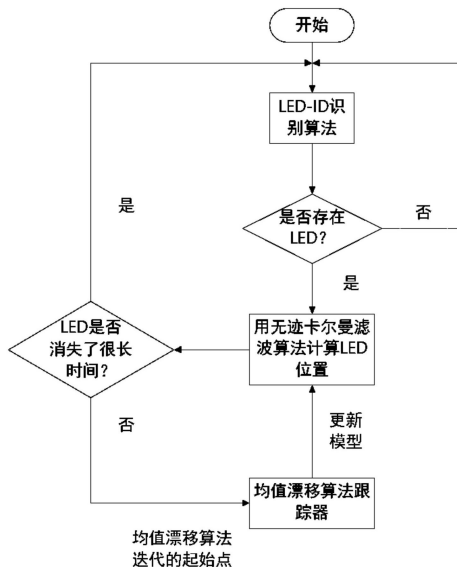 开始
LED-ID识
别算法
是否存在
LED？
否
是
是
用无迹卡尔曼滤
波算法计算LED
位置
LED是否
消失了很长
时间？
否
更新
模型
均值漂移算法跟
踪器
均值漂移算法
迭代的起始点